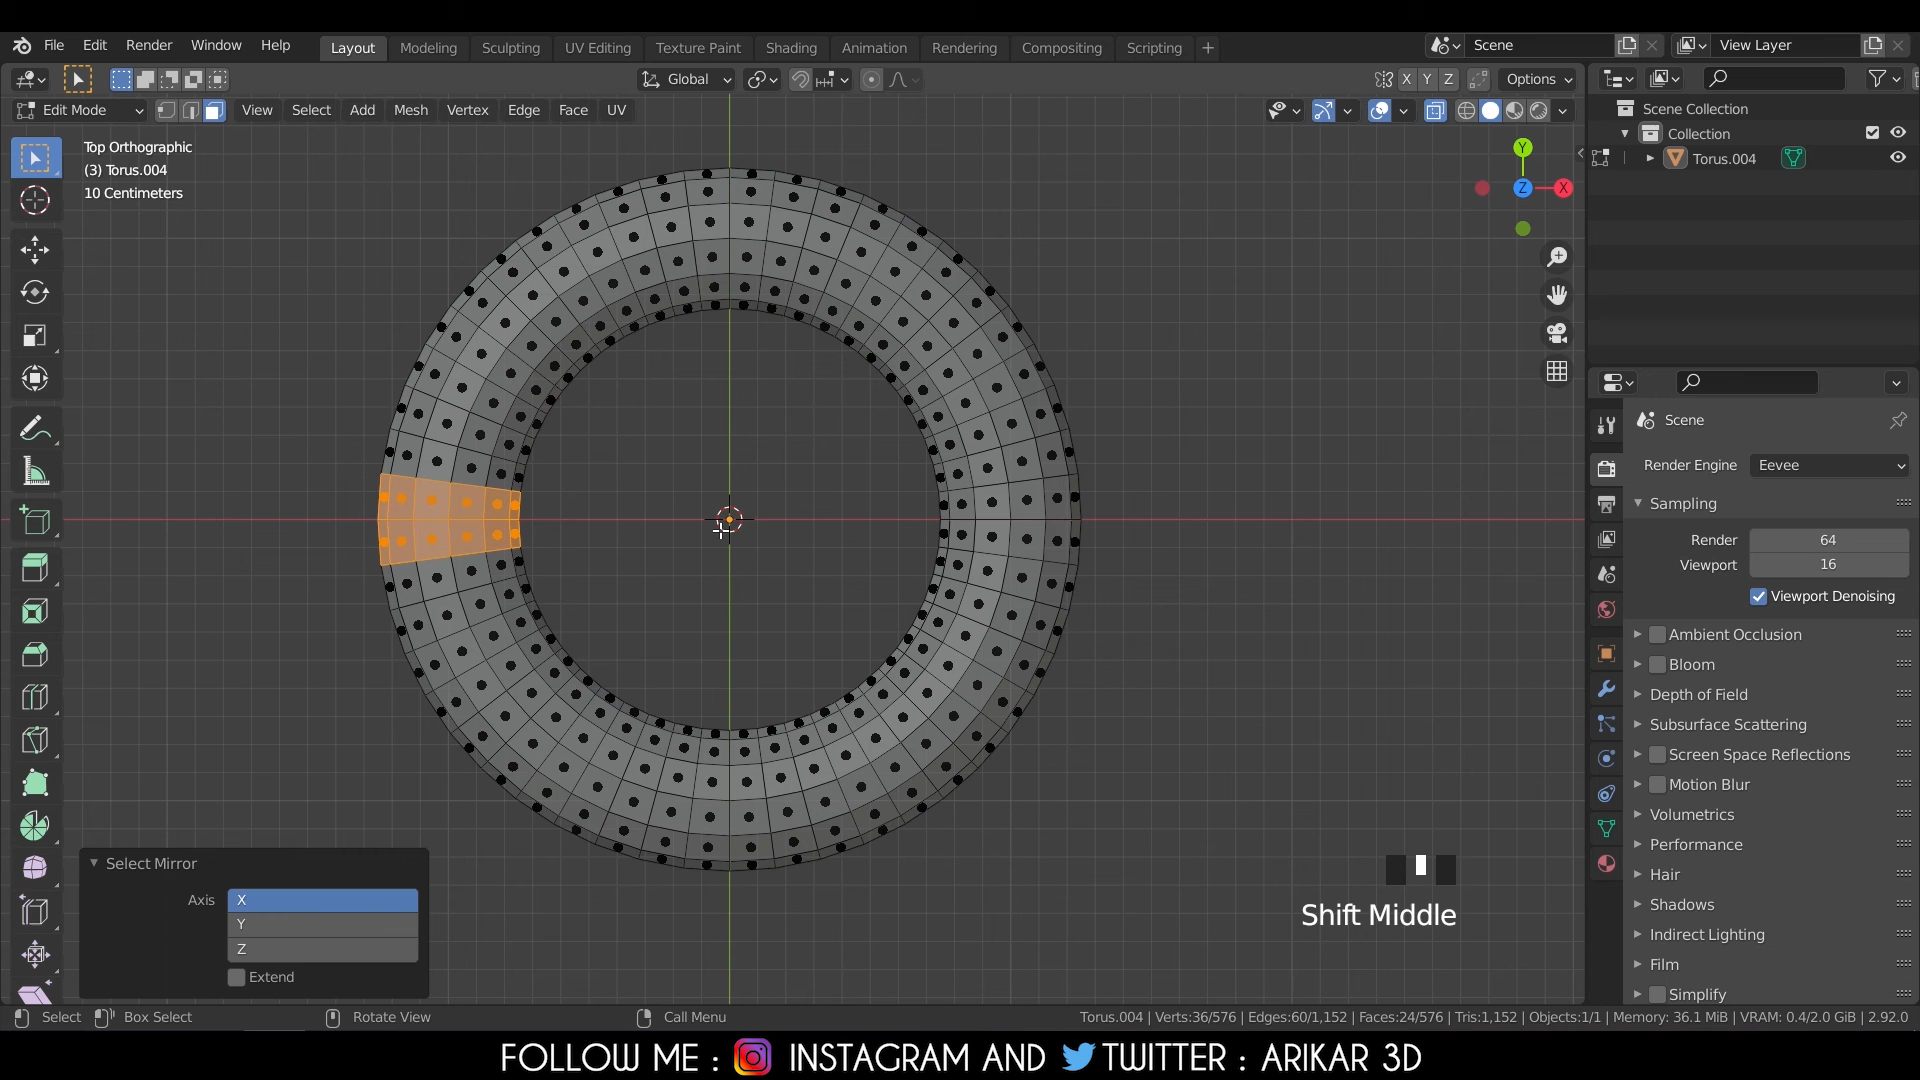 File Edit Render Window Help Layout Modeling Sculpting UV Editing Texture Paint Shading Animation Rendering Compositing Scripting + Scene View Layer
Global X Y Z Options
Edit Mode View Select Add Mesh Vertex Edge Face UV
Top Orthographic
(3) Torus.004
10 Centimeters
Y
Z
X
Scene Collection
Collection
Torus.004
Scene
Render Engine Eevee
Sampling
Render 64
Viewport 16
Viewport Denoising
Ambient Occlusion
Bloom
Depth of Field
Subsurface Scattering
Screen Space Reflections
Motion Blur
Volumetrics
Performance
Hair
Shadows
Indirect Lighting
Film
Simplify
Select Mirror
Axis X
Y
Z
Extend
Shift Middle
Select Box Select Rotate View Call Menu Torus.004 | Verts:36/576 | Edges:60/1,152 | Faces:24/576 | Tris:1,152 | Objects:1/1 | Memory: 36.1 MiB | VRAM: 0.4/2.0 GiB | 2.92.0
FOLLOW ME : INSTAGRAM AND TWITTER : ARIKAR 3D